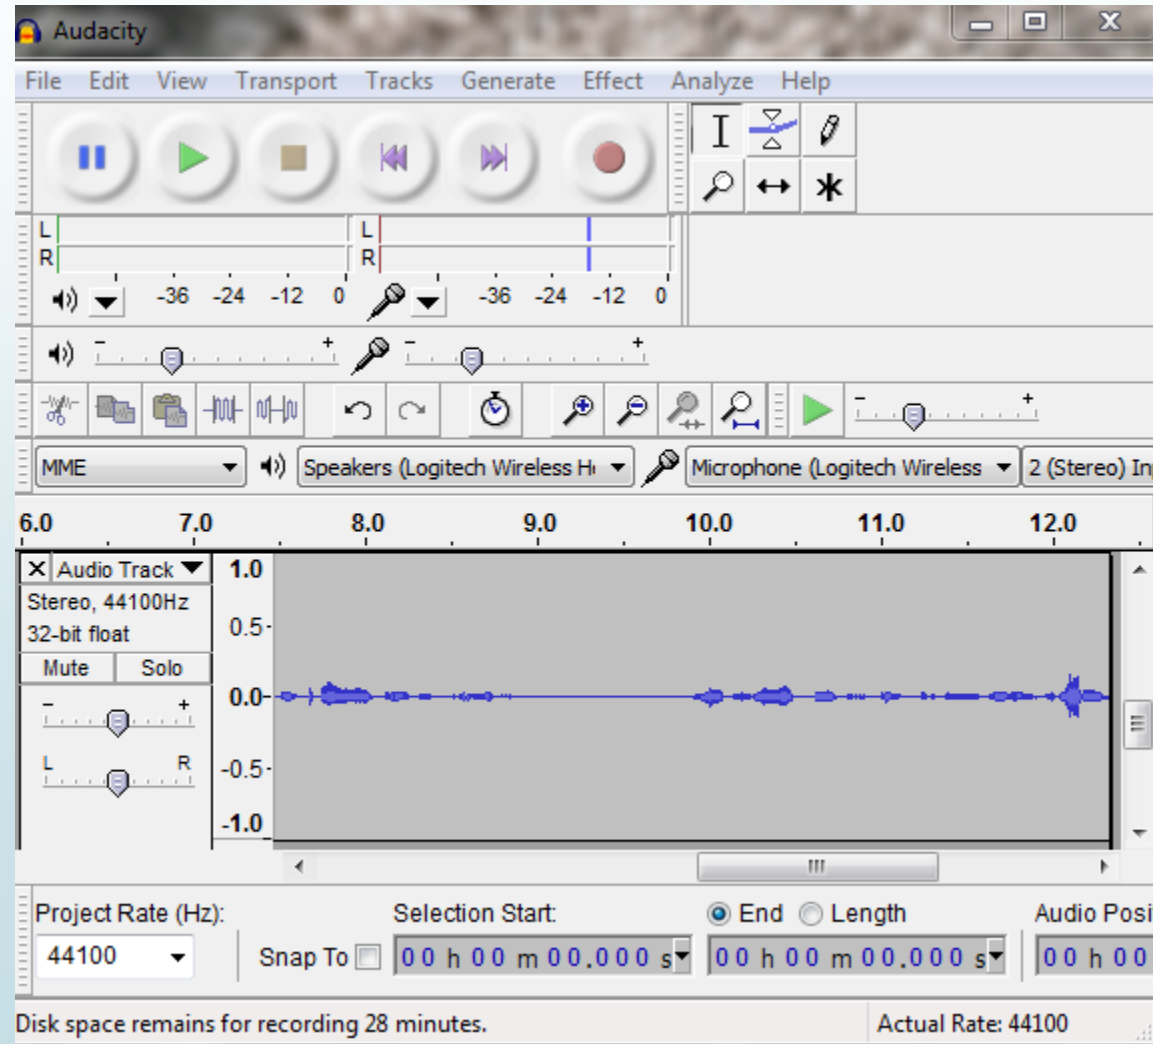 Audacity
File Edit View Transport Tracks Generate Effect Analyze Help
L L
R R
-36 -24 -12 0 -36 -24 -12 0
- + - +
- +
MME Speakers (Logitech Wireless Microphone (Logitech Wireless 2 (Stereo)
6.0 7.0 8.0 9.0 10.0 11.0 12.0
X Audio Track 1.0
Stereo, 44100Hz
32-bit float 0.5
Mute Solo
- + 0.0
L R -0.5
-1.0
Project Rate (Hz): Selection Start: End Length Audio
44100 Snap To 00 h 00 m 00.000 s 00 h 00 m 00.000 s 00 h 00
Disk space remains for recording 28 minutes. Actual Rate: 44100